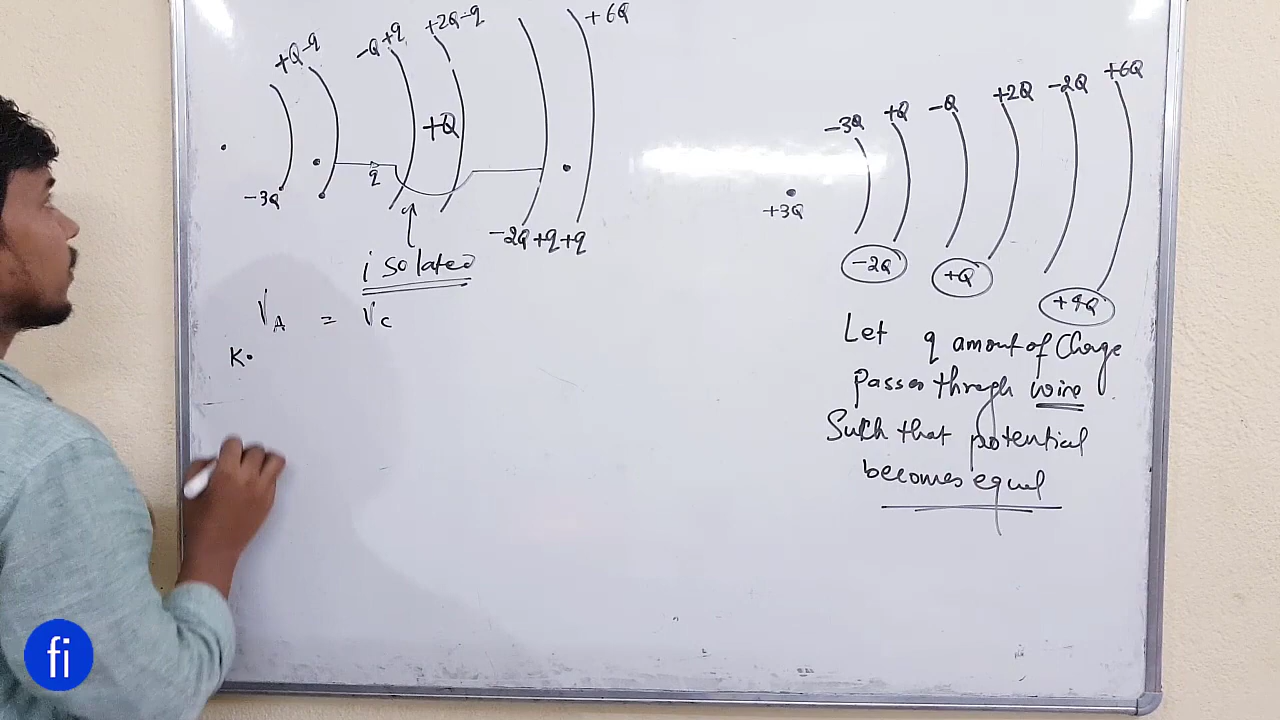 +Q-q
-Q+q
+2Q-q
+6Q
+Q
q
-3Q
-2Q+q+q
isolated
V_A = V_C
K.
-3Q
+Q
-Q
+2Q
-2Q
+6Q
+3Q
-2Q
+Q
+4Q
Let q amount of Charge
Passes through wire
Such that potential
becomes equal
fi